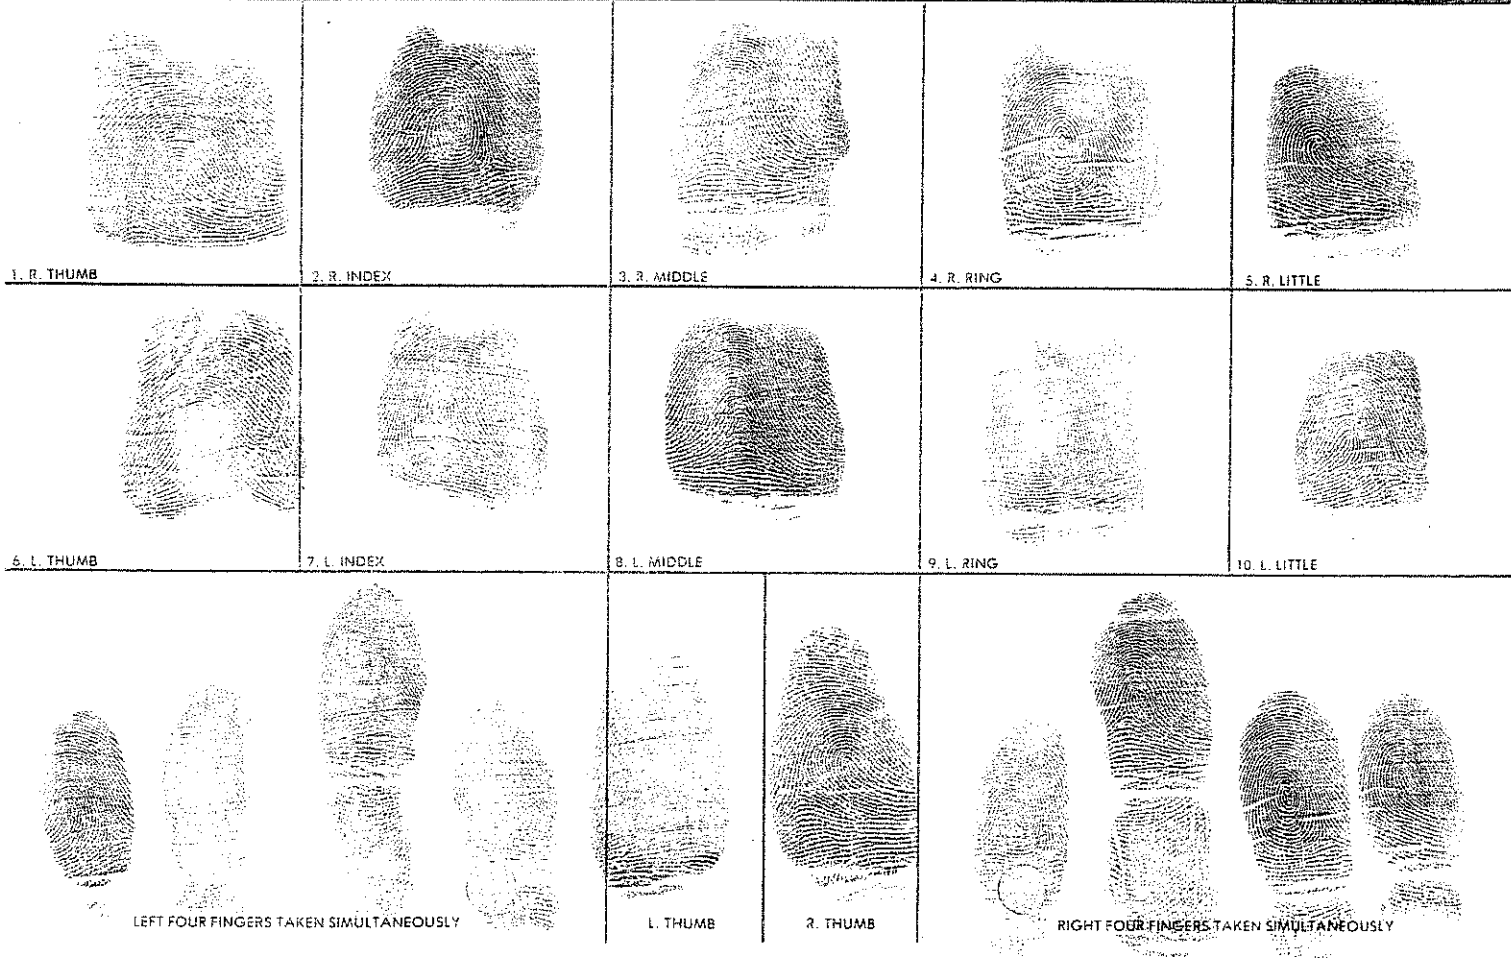 1. R. THUMB
2. R. INDEX
3. R. MIDDLE
4. R. RING
5. R. LITTLE
6. L. THUMB
7. L. INDEX
8. L. MIDDLE
9. L. RING
10. L. LITTLE
LEFT FOUR FINGERS TAKEN SIMULTANEOUSLY
L. THUMB
R. THUMB
RIGHT FOUR FINGERS TAKEN SIMULTANEOUSLY